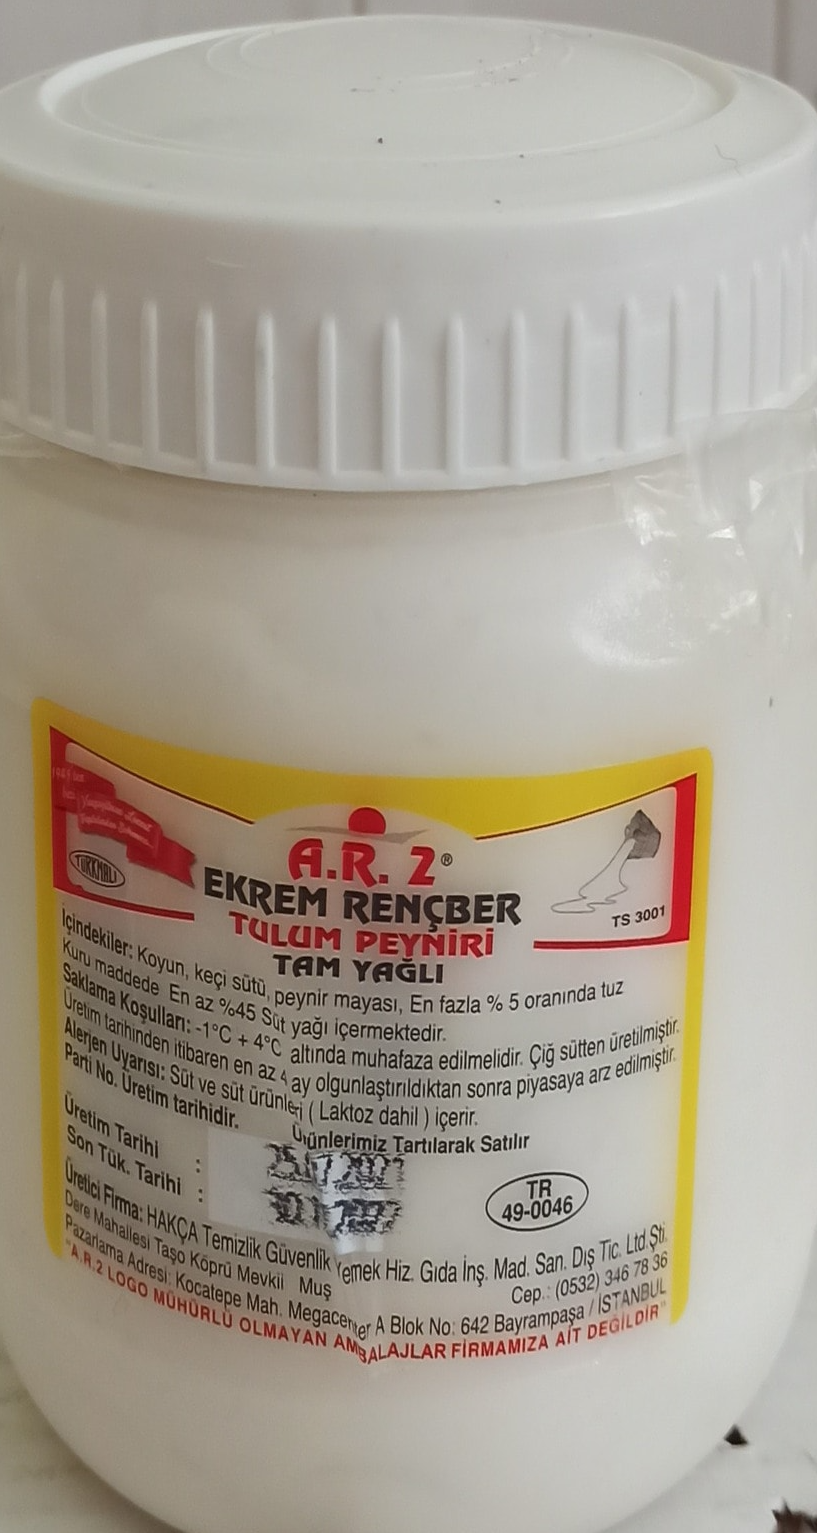 TÜRKMALI
A.R. 2®
EKREM RENÇBER
TULUM PEYNİRİ
TAM YAĞLI
TS 3001
İçindekiler: Koyun, keçi sütü, peynir mayası, En fazla % 5 oranında tuz
Kuru maddede En az %45 Süt yağı içermektedir.
Saklama Koşulları: -1°C + 4°C altında muhafaza edilmelidir. Çiğ sütten üretilmiştir.
Üretim tarihinden itibaren en az 4 ay olgunlaştırıldıktan sonra piyasaya arz edilmiştir.
Alerjen Uyarısı: Süt ve süt ürünleri ( Laktoz dahil ) içerir.
Parti No. Üretim tarihidir.
Ürünlerimiz Tartılarak Satılır
Üretim Tarihi :
Son Tük. Tarihi :
TR
49-0046
Üretici Firma: HAKÇA Temizlik Güvenlik Yemek Hiz. Gıda İnş. Mad. San. Dış Tic. Ltd.Şti.
Dere Mahallesi Taşo Köprü Mevkii Muş Cep.: (0532) 346 78 36
Pazarlama Adresi: Kocatepe Mah. Megacenter A Blok No: 642 Bayrampaşa / İSTANBUL
"A.R.2 LOGO MÜHÜRLÜ OLMAYAN AMBALAJLAR FİRMAMIZA AİT DEĞİLDİR"